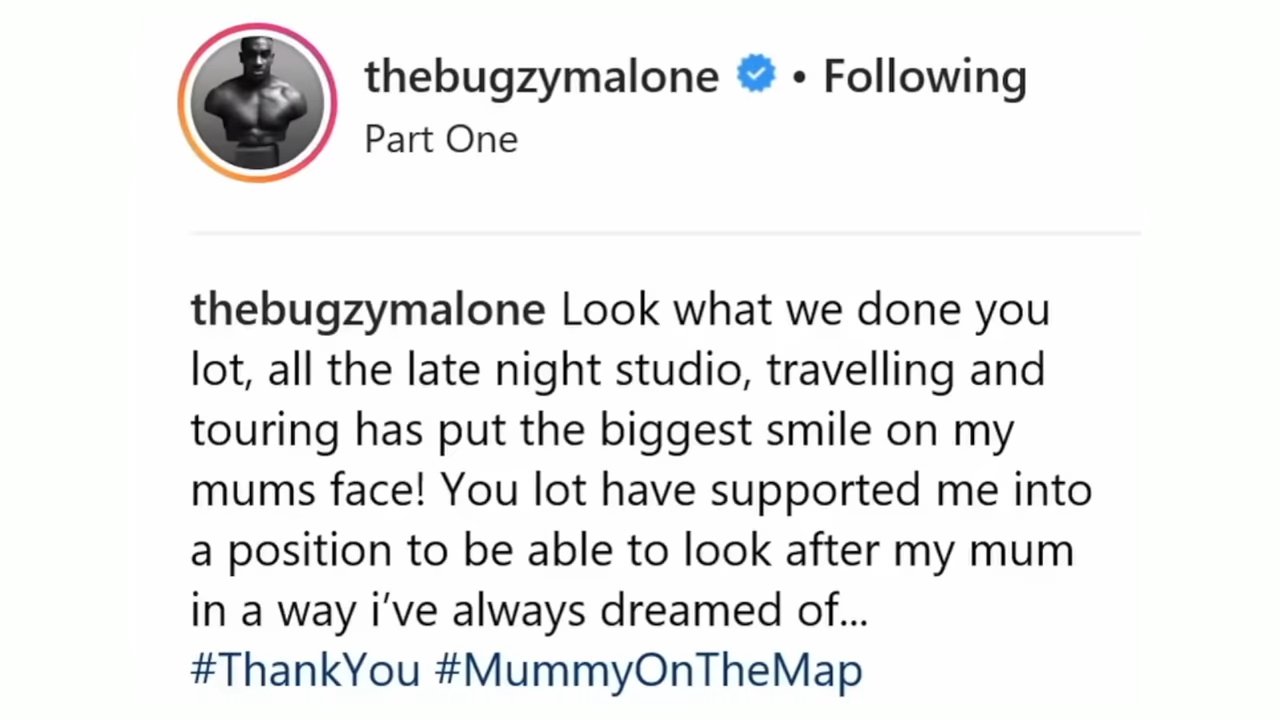 thebugzymalone • Following
Part One
thebugzymalone Look what we done you
lot, all the late night studio, travelling and
touring has put the biggest smile on my
mums face! You lot have supported me into
a position to be able to look after my mum
in a way i’ve always dreamed of...
#ThankYou #MummyOnTheMap